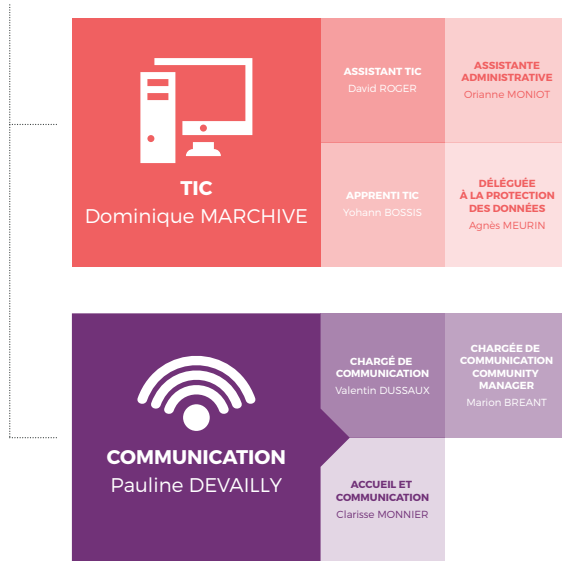 TIC
Dominique MARCHIVE
ASSISTANT TIC
David ROGER
ASSISTANTE
ADMINISTRATIVE
Orianne MONIOT
APPRENTI TIC
Yohann BOSSIS
DÉLÉGUÉE
À LA PROTECTION
DES DONNÉES
Agnès MEURIN
COMMUNICATION
Pauline DEVAILLY
CHARGÉ DE
COMMUNICATION
Valentin DUSSAUX
CHARGÉE DE
COMMUNICATION
COMMUNITY
MANAGER
Marion BREANT
ACCUEIL ET
COMMUNICATION
Clarisse MONNIER